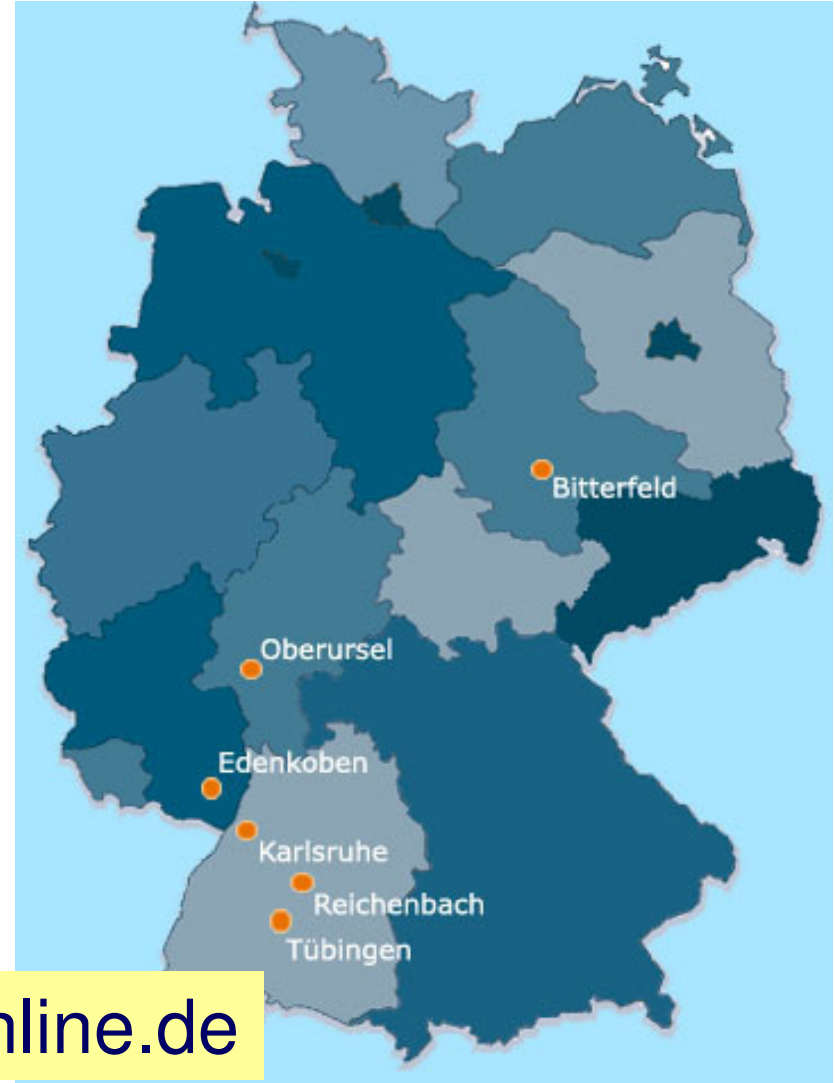 Bitterfeld
Oberursel
Edenkoben
Karlsruhe
Reichenbach
Tübingen
nline.de